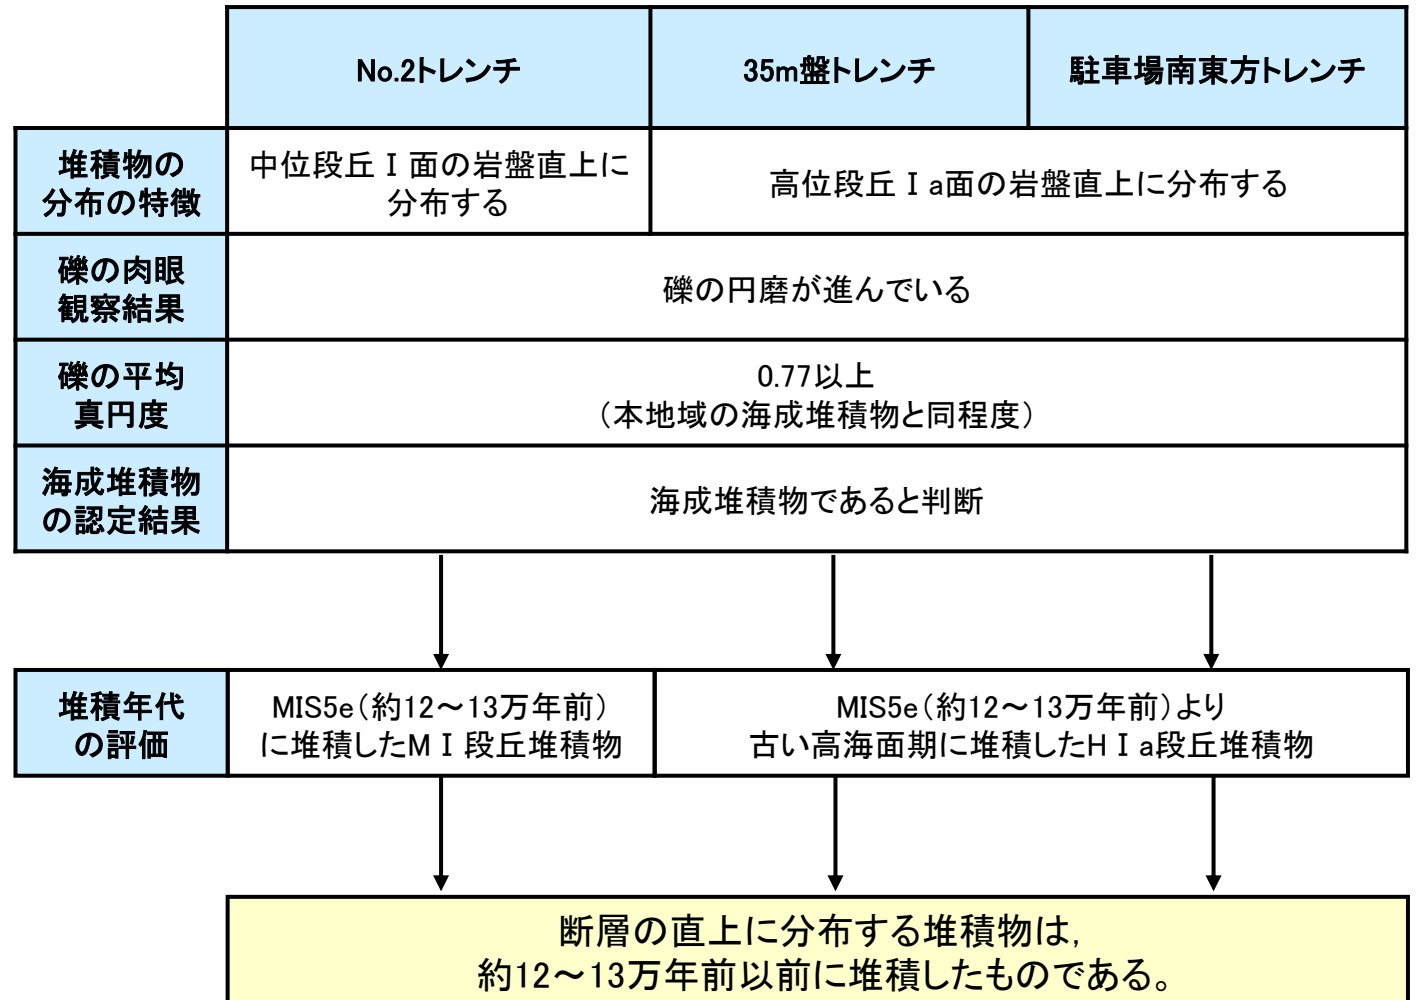 No.2トレンチ
35m盤トレンチ
駐車場南東方トレンチ
堆積物の
分布の特徴
中位段丘Ⅰ面の岩盤直上に
分布する
高位段丘Ⅰa面の岩盤直上に分布する
礫の肉眼
観察結果
礫の円磨が進んでいる
礫の平均
真円度
0.77以上
（本地域の海成堆積物と同程度）
海成堆積物
の認定結果
海成堆積物であると判断
堆積年代
の評価
MIS5e（約12～13万年前）
に堆積したMⅠ段丘堆積物
MIS5e（約12～13万年前）より
古い高海面期に堆積したHⅠa段丘堆積物
断層の直上に分布する堆積物は，
約12～13万年前以前に堆積したものである。